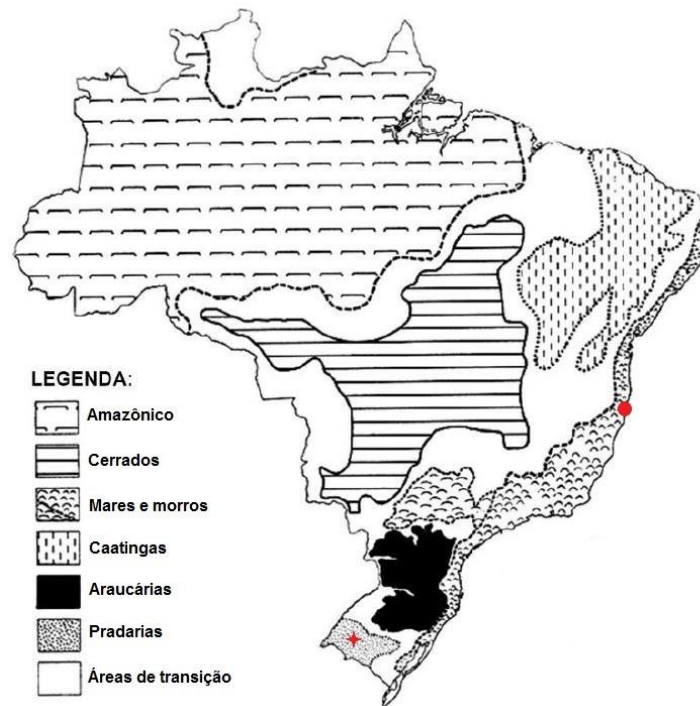 LEGENDA:
Amazônico
Cerrados
Mares e morros
Caatingas
Araucárias
Pradarias
Áreas de transição